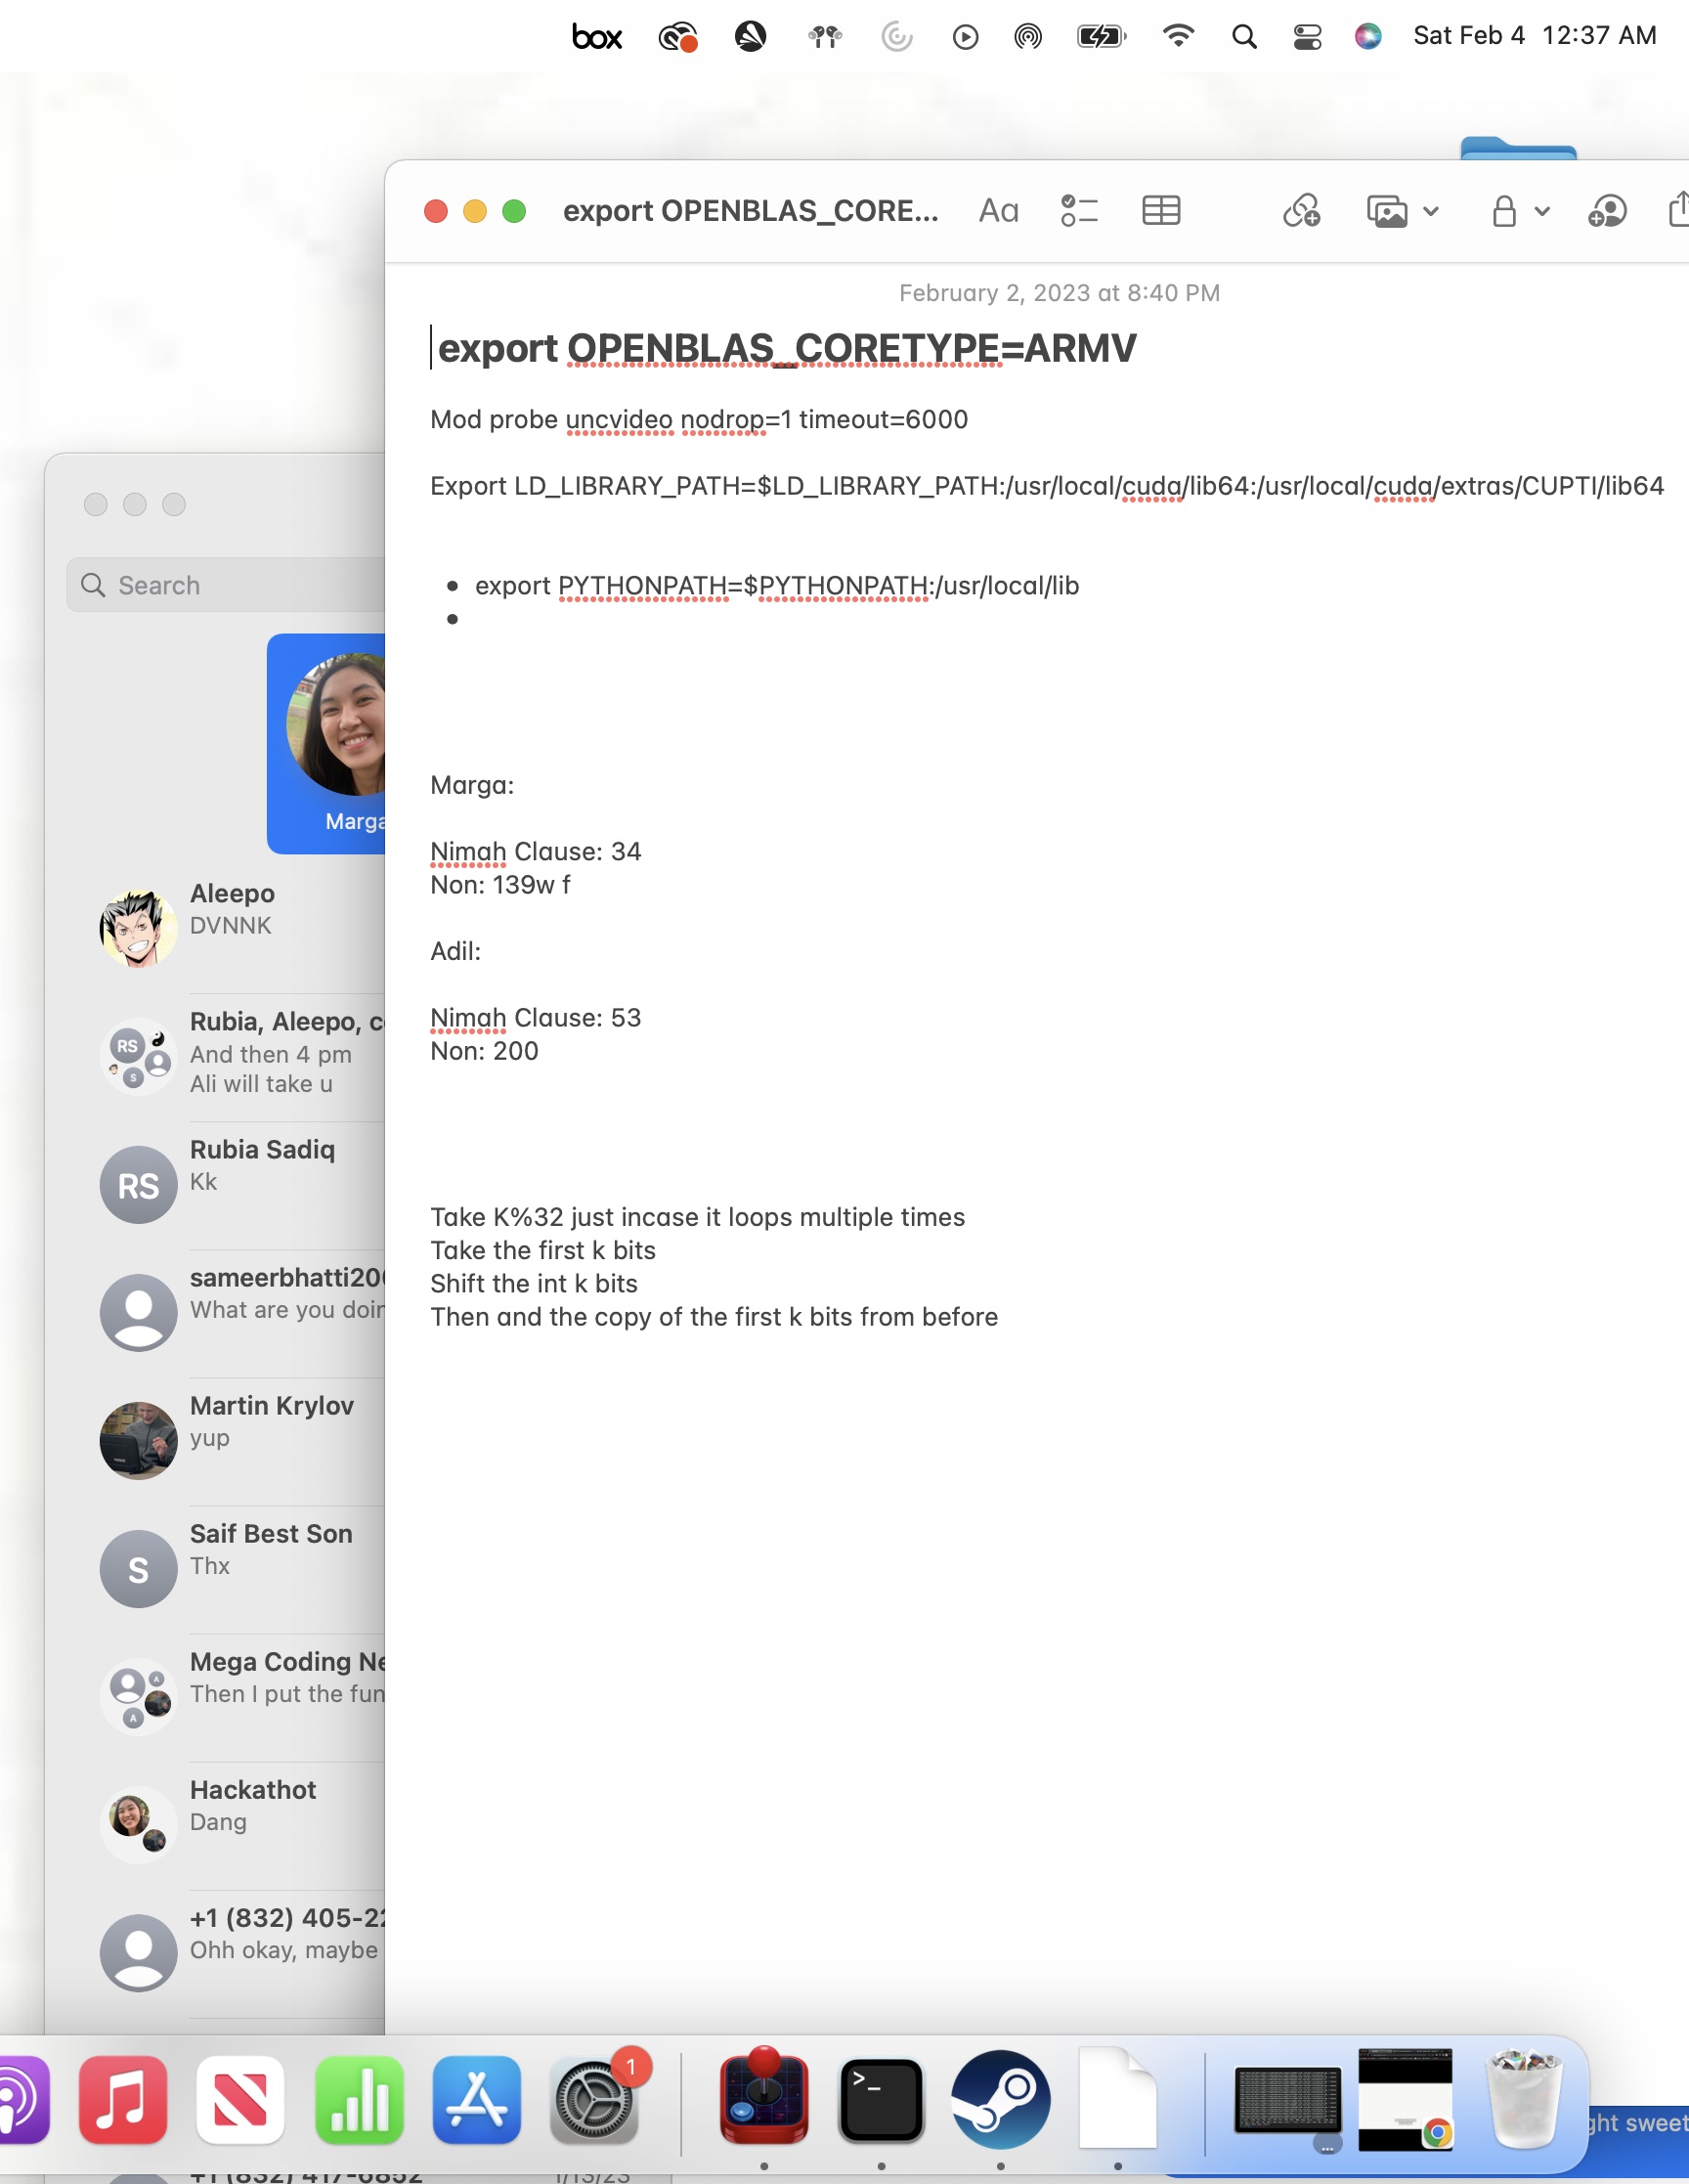 box
Sat Feb 4 12:37 AM
export OPENBLAS_CORE...
Aa
February 2, 2023 at 8:40 PM
export OPENBLAS_CORETYPE=ARMV
Mod probe uncvideo nodrop=1 timeout=6000
Export LD_LIBRARY_PATH=$LD_LIBRARY_PATH:/usr/local/cuda/lib64:/usr/local/cuda/extras/CUPTI/lib64
• export PYTHONPATH=$PYTHONPATH:/usr/local/lib
•
Marga:
Nimah Clause: 34
Non: 139w f
Adil:
Nimah Clause: 53
Non: 200
Take K%32 just incase it loops multiple times
Take the first k bits
Shift the int k bits
Then and the copy of the first k bits from before
Search
Marga
Aleepo
DVNNK
Rubia, Aleepo, c
RS
S
And then 4 pm
Ali will take u
Rubia Sadiq
RS
Kk
sameerbhatti20
What are you doin
Martin Krylov
yup
Saif Best Son
S
Thx
Mega Coding Ne
A
A
Then I put the fun
Hackathot
Dang
+1 (832) 405-22
Ohh okay, maybe
1
>_
...
ght sweet
+1 (832) 417-6852
1/13/23